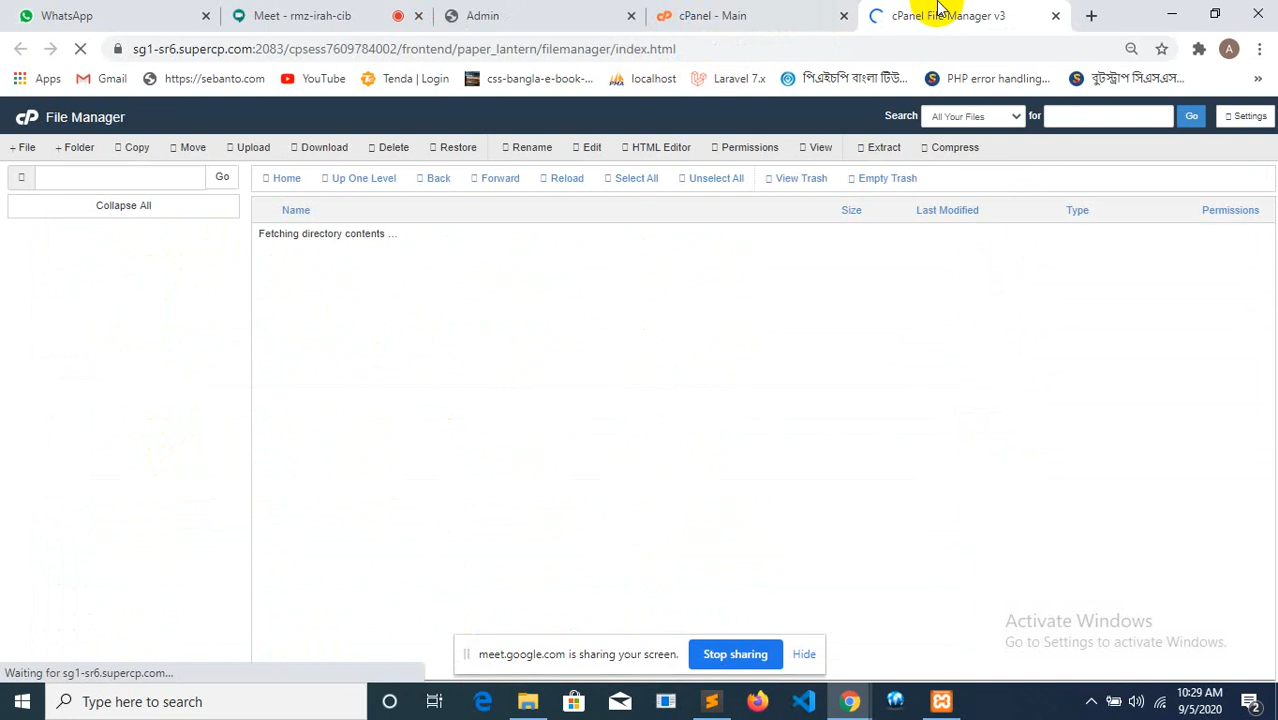 WhatsApp
Meet - rmz-irah-cib
Admin
cPanel - Main
cPanel File Manager v3
sg1-sr6.supercp.com:2083/cpsess7609784002/frontend/paper_lantern/filemanager/index.html
A
Apps
Gmail
https://sebanto.com/
YouTube
Tenda | Login
css-bangla-e-book-...
localhost
Laravel 7.x
পিএইচপি বাংলা টিউ...
PHP error handling...
বুটস্ট্রাপ সিএসএস...
cP File Manager
Search All Your Files for Go Settings
+ File + Folder Copy Move Upload Download Delete Restore Rename Edit HTML Editor Permissions View Extract Compress
Go
Collapse All
Home Up One Level Back Forward Reload Select All Unselect All View Trash Empty Trash
Name Size Last Modified Type Permissions
Fetching directory contents ...
Activate Windows
Go to Settings to activate Windows.
meet.google.com is sharing your screen. Stop sharing Hide
Waiting for sg1-sr6.supercp.com...
Type here to search
10:29 AM
9/5/2020
2